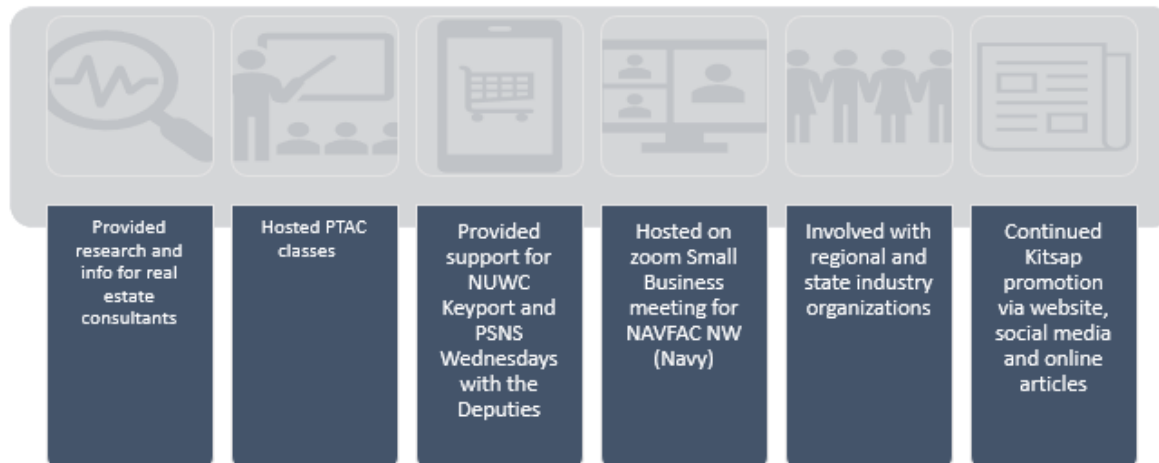 Provided
research and
info for real
estate
consultants
Hosted PTAC
classes
Provided
support for
NUWC
Keyport and
PSNS
Wednesdays
with the
Deputies
Hosted on
zoom Small
Business
meeting for
NAVFAC NW
(Navy)
Involved with
regional and
state industry
organizations
Continued
Kitsap
promotion
via website,
social media
and online
articles